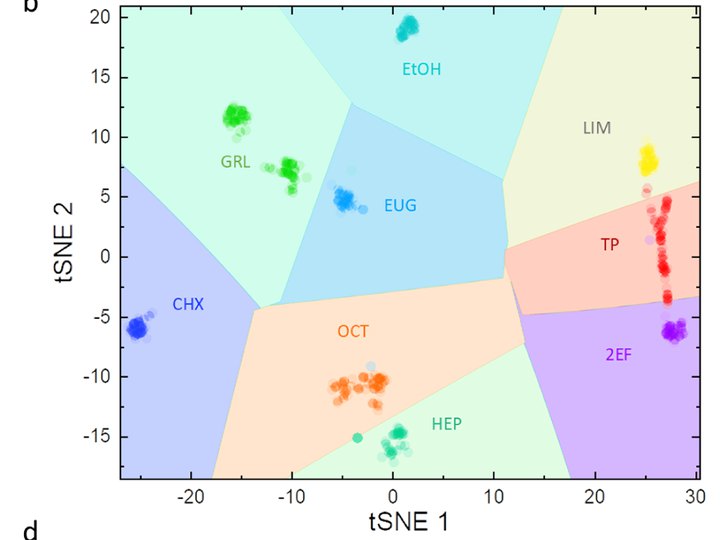 b
20
15
10
5
0
-5
-10
-15
tSNE 2
EtOH
LIM
GRL
EUG
TP
CHX
OCT
2EF
HEP
-20 -10 0 10 20 30
tSNE 1
d